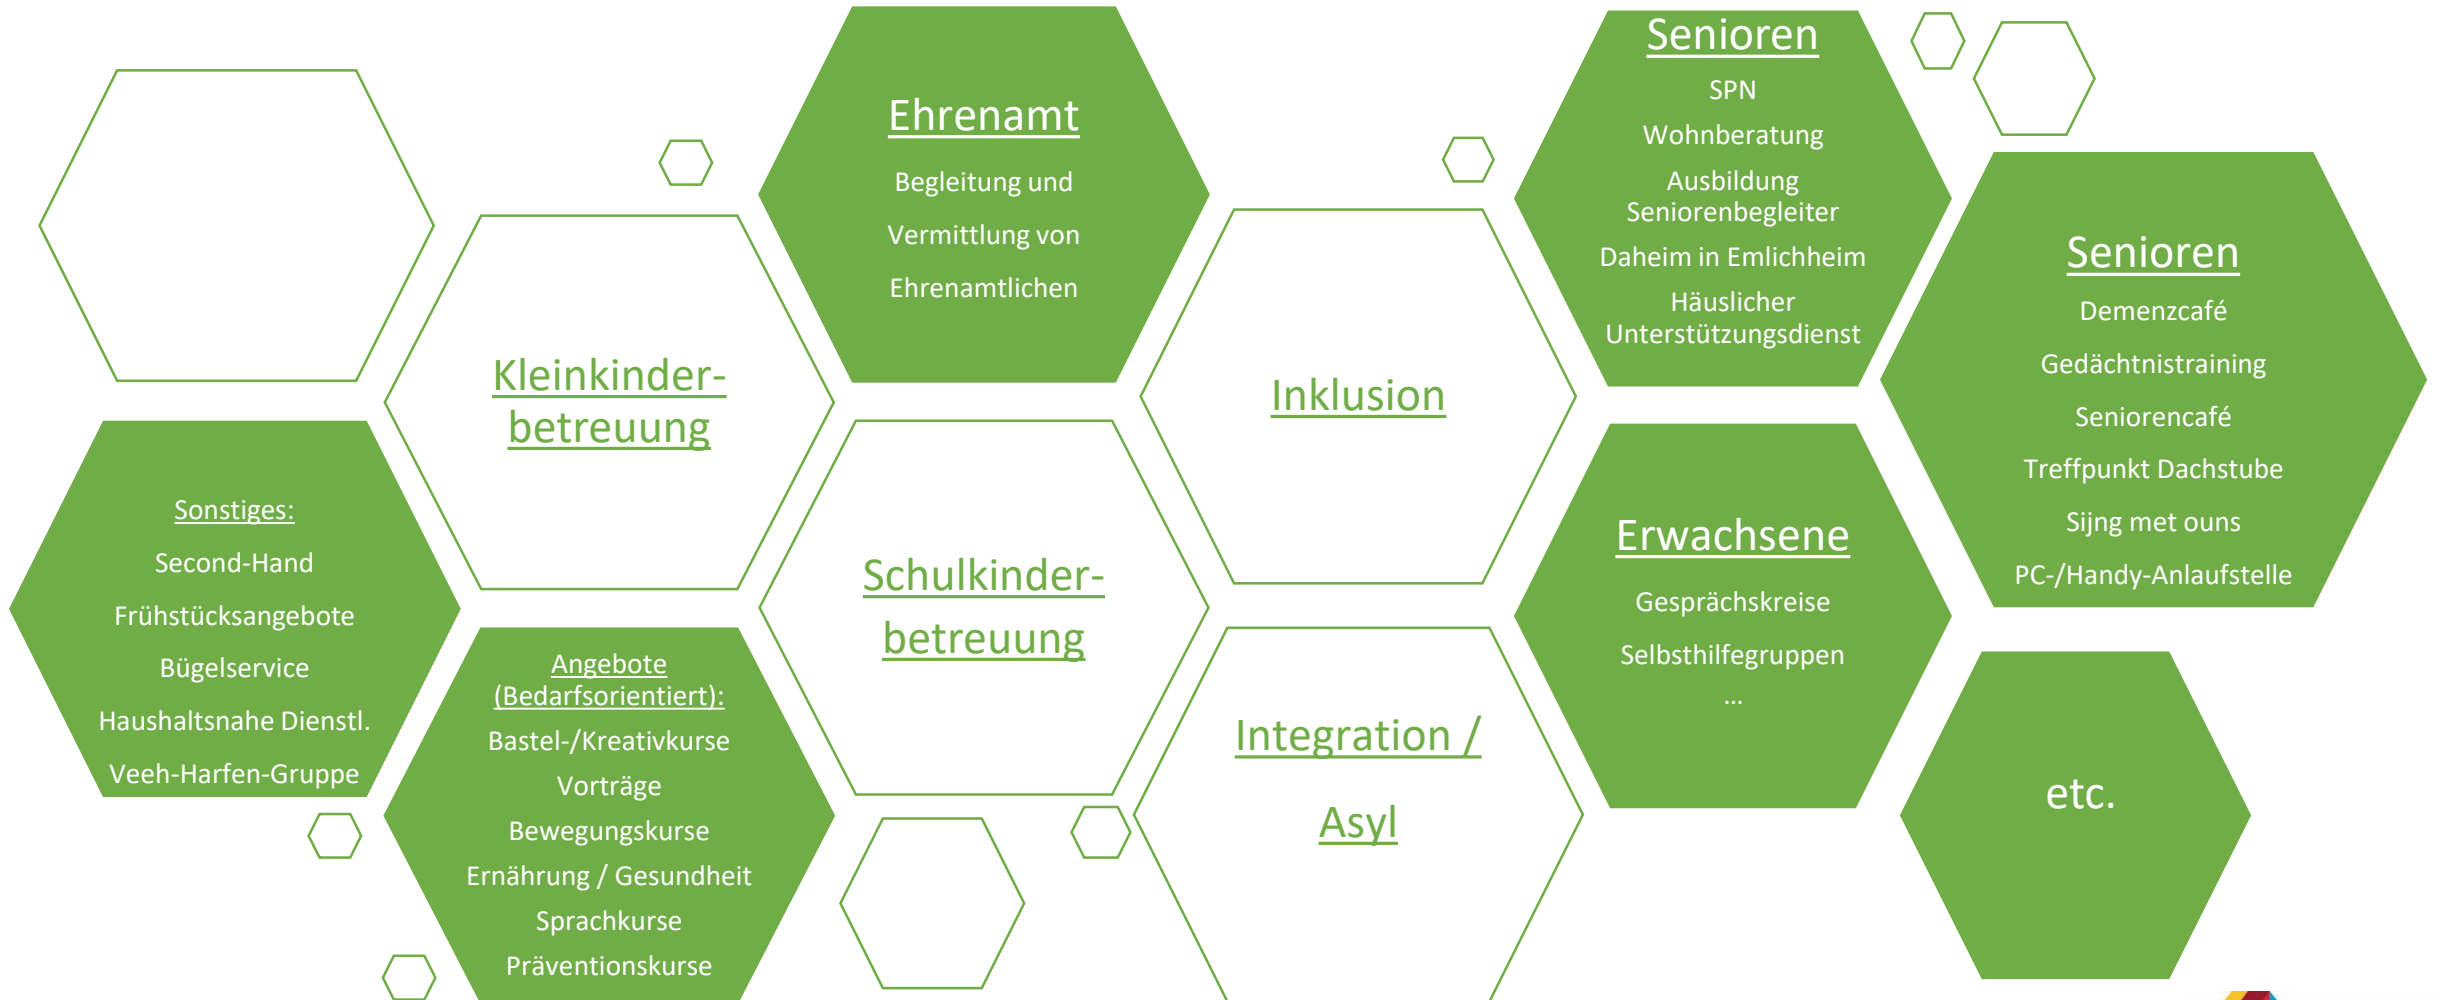 Ehrenamt
Begleitung und
Vermittlung von
Ehrenamtlichen
Senioren
SPN
Wohnberatung
Ausbildung
Seniorenbegleiter
Daheim in Emlichheim
Häuslicher
Unterstützungsdienst
Senioren
Demenzcafé
Gedächtnistraining
Seniorencafé
Treffpunkt Dachstube
Sijng met ouns
PC-/Handy-Anlaufstelle
Kleinkinder-
betreuung
Inklusion
Sonstiges:
Second-Hand
Frühstücksangebote
Bügelservice
Haushaltsnahe Dienstl.
Veeh-Harfen-Gruppe
Schulkinder-
betreuung
Erwachsene
Gesprächskreise
Selbsthilfegruppen
...
Angebote
(Bedarfsorientiert):
Bastel-/Kreativkurse
Vorträge
Bewegungskurse
Ernährung / Gesundheit
Sprachkurse
Präventionskurse
Integration /
Asyl
etc.